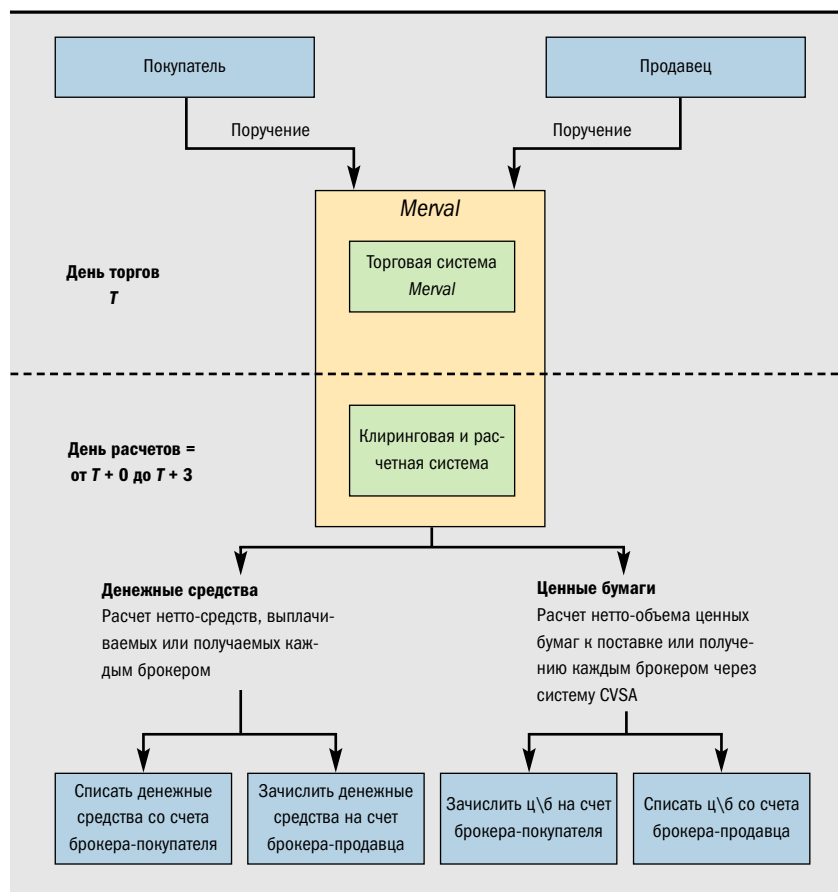 Покупатель
Продавец
Поручение
Поручение
Merval
Торговая система
Merval
День торгов
T
Клиринговая и рас-
четная система
День расчетов =
от T + 0 до T + 3
Денежные средства
Расчет нетто-средств, выплачи-
ваемых или получаемых каж-
дым брокером
Ценные бумаги
Расчет нетто-объема ценных
бумаг к поставке или получе-
нию каждым брокером через
систему CVSA
Списать денежные
средства со счета
брокера-покупателя
Зачислить денежные
средства на счет
брокера-продавца
Зачислить ц\б на счет
брокера-покупателя
Списать ц\б со счета
брокера-продавца